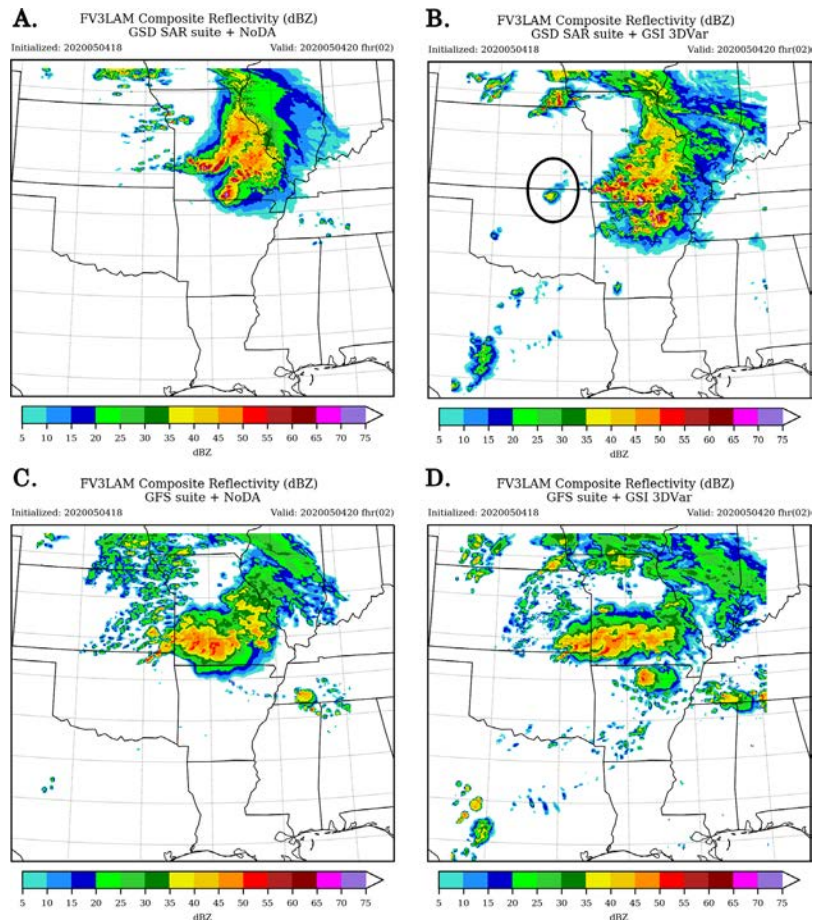 A.
FV3LAM Composite Reflectivity (dBZ)
GSD SAR suite + NoDA
Initialized: 2020050418 Valid: 2020050420 fhr(02)
5 10 15 20 25 30 35 40 45 50 55 60 65 70 75
dBZ
B.
FV3LAM Composite Reflectivity (dBZ)
GSD SAR suite + GSI 3DVar
Initialized: 2020050418 Valid: 2020050420 fhr(02)
5 10 15 20 25 30 35 40 45 50 55 60 65 70 75
dBZ
C.
FV3LAM Composite Reflectivity (dBZ)
GFS suite + NoDA
Initialized: 2020050418 Valid: 2020050420 fhr(02)
5 10 15 20 25 30 35 40 45 50 55 60 65 70 75
dBZ
D.
FV3LAM Composite Reflectivity (dBZ)
GFS suite + GSI 3DVar
Initialized: 2020050418 Valid: 2020050420 fhr(02)
5 10 15 20 25 30 35 40 45 50 55 60 65 70 75
dBZ